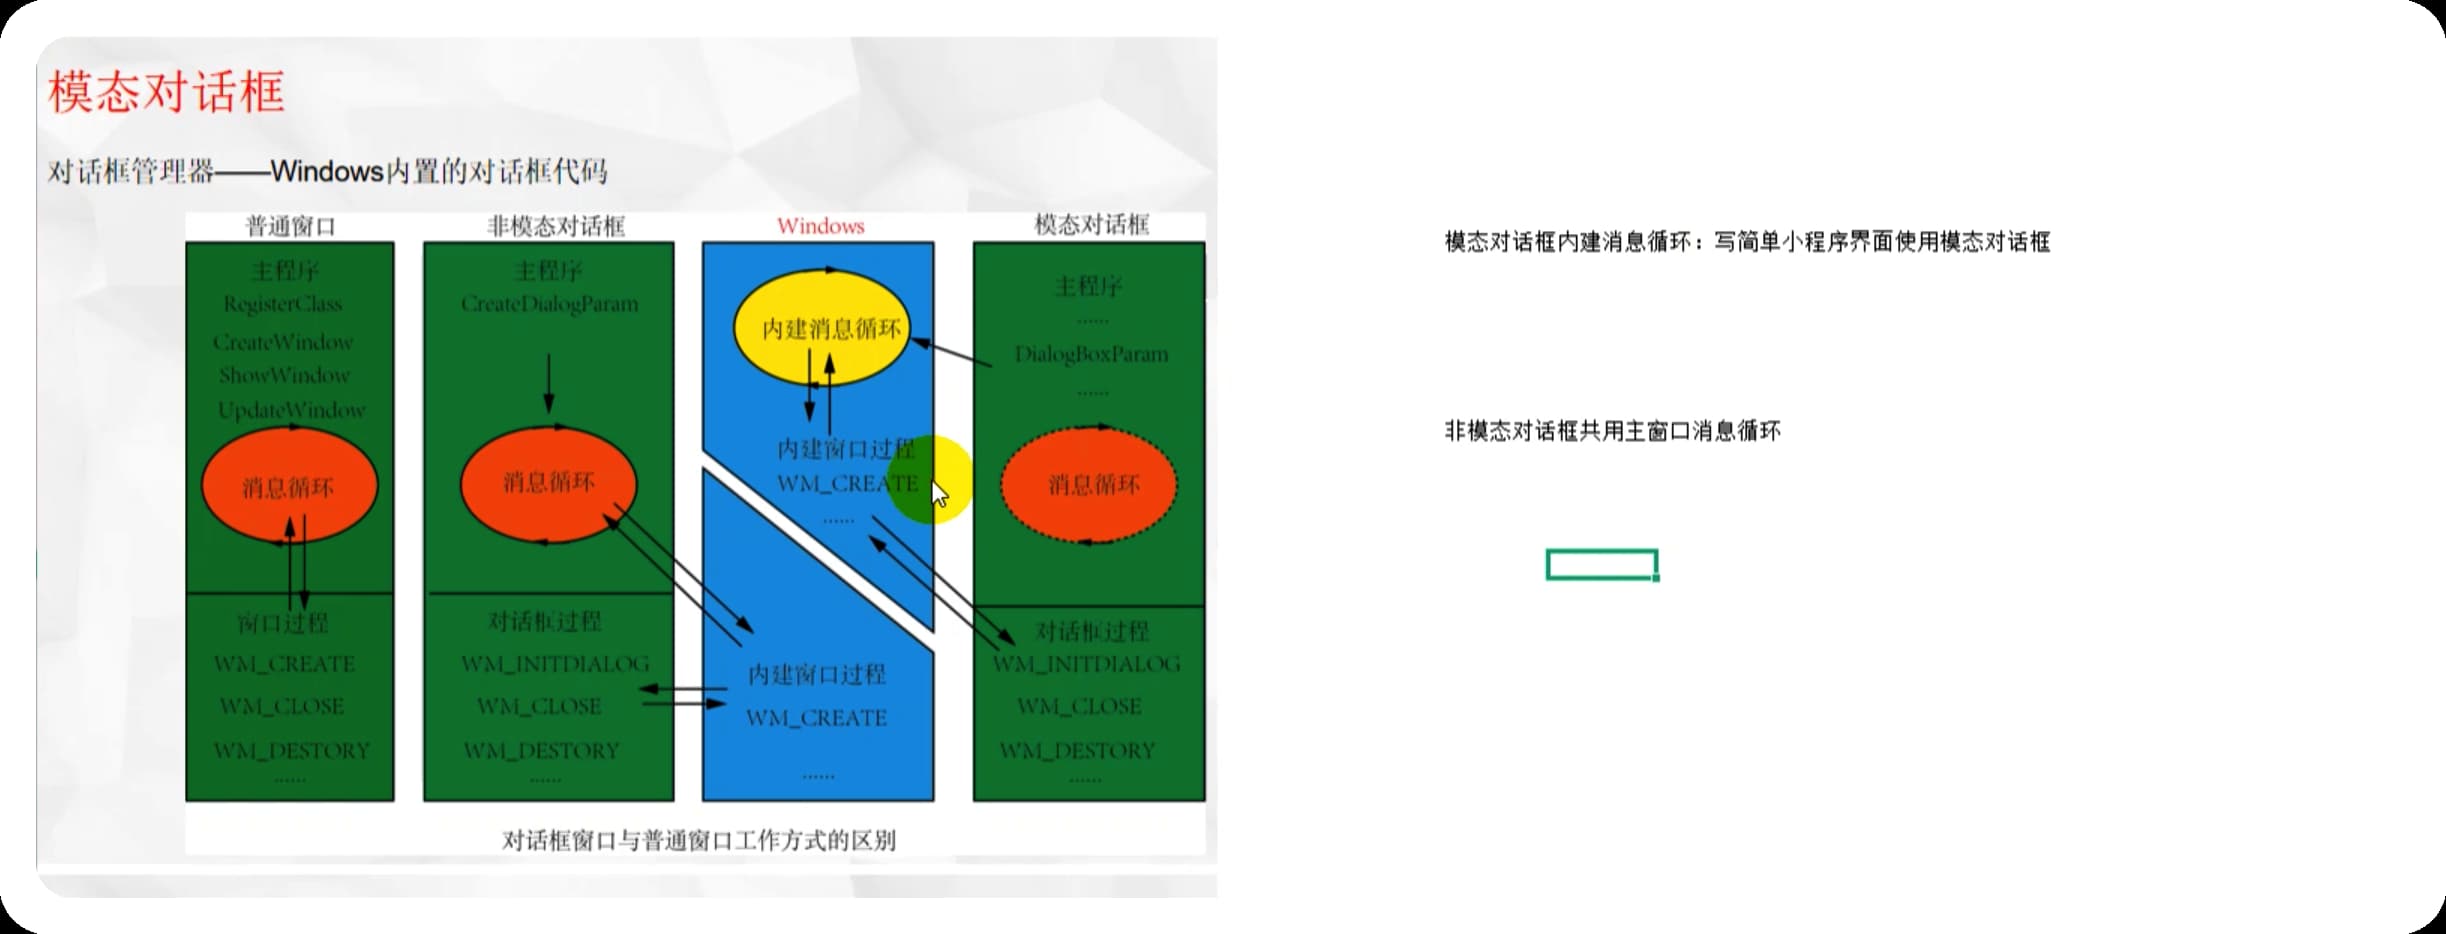 模态对话框
对话框管理器——Windows内置的对话框代码
普通窗口
主程序
RegisterClass
CreateWindow
ShowWindow
UpdateWindow
消息循环
窗口过程
WM_CREATE
WM_CLOSE
WM_DESTORY
......
非模态对话框
主程序
CreateDialogParam
消息循环
对话框过程
WM_INITDIALOG
WM_CLOSE
WM_DESTORY
......
Windows
内建消息循环
内建窗口过程
WM_CREATE
......
内建窗口过程
WM_CREATE
......
模态对话框
主程序
......
DialogBoxParam
......
消息循环
对话框过程
WM_INITDIALOG
WM_CLOSE
WM_DESTORY
......
对话框窗口与普通窗口工作方式的区别
模态对话框内建消息循环：写简单小程序界面使用模态对话框
非模态对话框共用主窗口消息循环